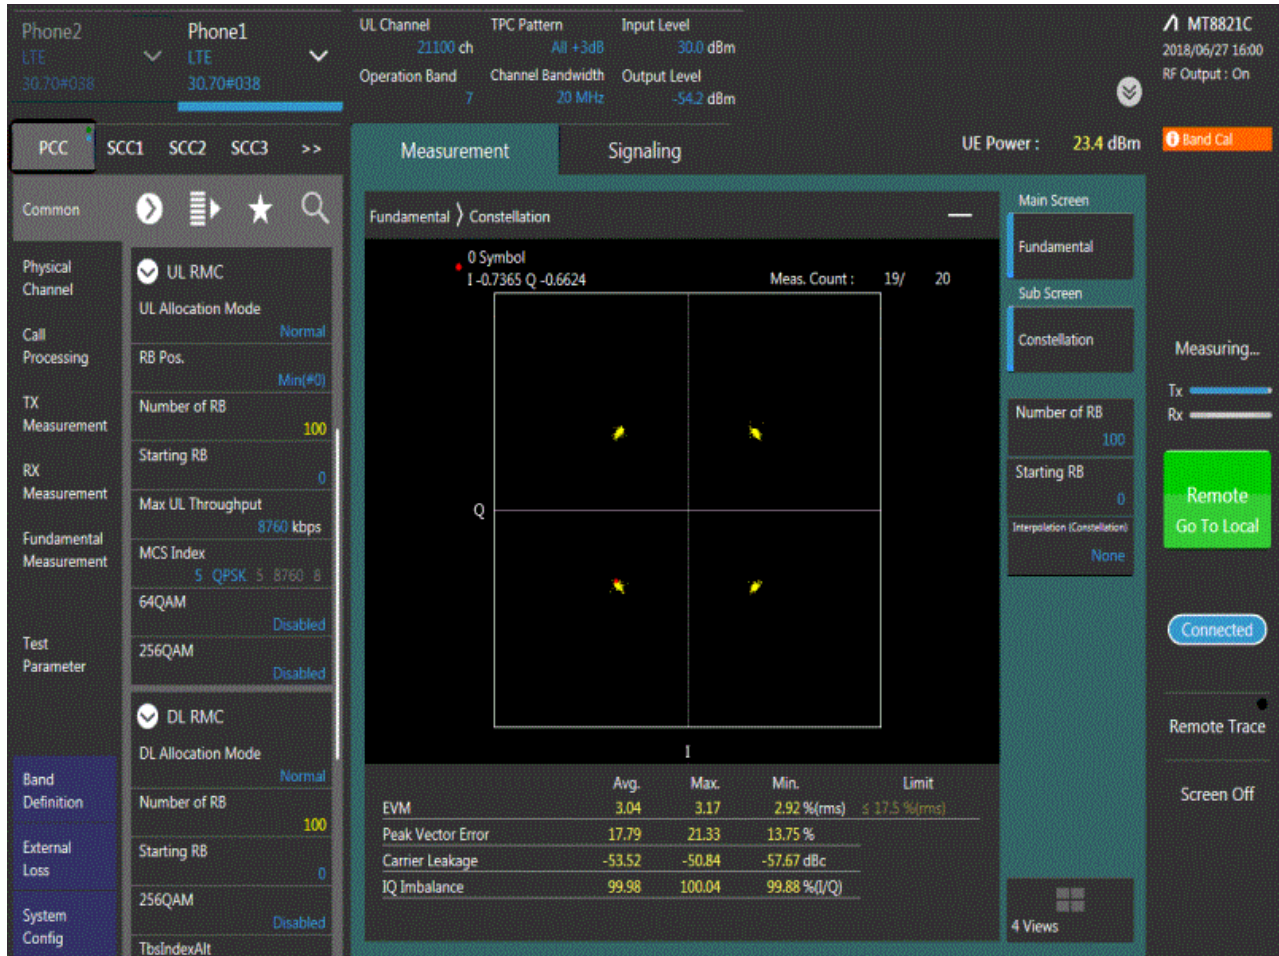 Phone2
LTE
30.70#038
Phone1
LTE
30.70#038
UL Channel
21100 ch
TPC Pattern
All +3dB
Input Level
30.0 dBm
Operation Band
7
Channel Bandwidth
20 MHz
Output Level
-54.2 dBm
MT8821C
2018/06/27 16:00
RF Output : On
PCC SCC1 SCC2 SCC3 >>
Measurement Signaling
UE Power : 23.4 dBm
Band Cal
Common
Physical
Channel
Call
Processing
TX
Measurement
RX
Measurement
Fundamental
Measurement
Test
Parameter
Band
Definition
External
Loss
System
Config
UL RMC
UL Allocation Mode
Normal
RB Pos.
Min(#0)
Number of RB
100
Starting RB
0
Max UL Throughput
8760 kbps
MCS Index
5 QPSK 5 8760 8
64QAM
Disabled
256QAM
Disabled
DL RMC
DL Allocation Mode
Normal
Number of RB
100
Starting RB
0
256QAM
Disabled
TbsIndexAlt
Fundamental 〉 Constellation
0 Symbol
I -0.7365 Q -0.6624
Meas. Count : 19/ 20
Q
I
Avg. Max. Min. Limit
EVM 3.04 3.17 2.92 %(rms) ≤ 17.5 %(rms)
Peak Vector Error 17.79 21.33 13.75 %
Carrier Leakage -53.52 -50.84 -57.67 dBc
IQ Imbalance 99.98 100.04 99.88 %(I/Q)
Main Screen
Fundamental
Sub Screen
Constellation
Number of RB
100
Starting RB
0
Interpolation (Constellation)
None
4 Views
Measuring...
Tx
Rx
Remote
Go To Local
Connected
Remote Trace
Screen Off